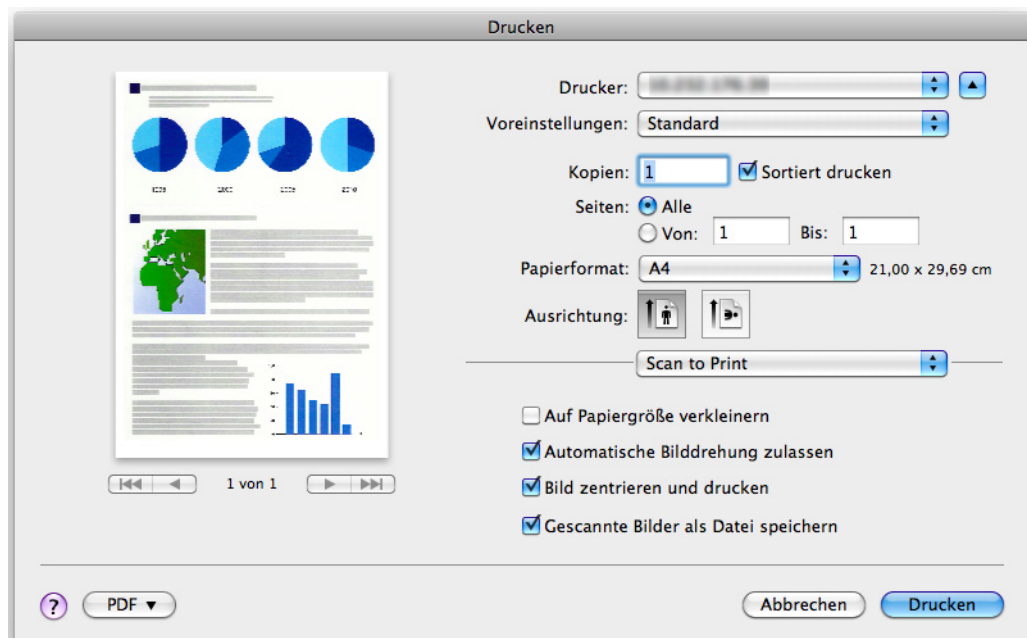 Drucken
Drucker:
Voreinstellungen: Standard
Kopien: 1 Sortiert drucken
Seiten: Alle
Von: 1 Bis: 1
Papierformat: A4 21,00 x 29,69 cm
Ausrichtung:
Scan to Print
Auf Papiergröße verkleinern
Automatische Bilddrehung zulassen
Bild zentrieren und drucken
Gescannte Bilder als Datei speichern
1 von 1
? PDF Abbrechen Drucken